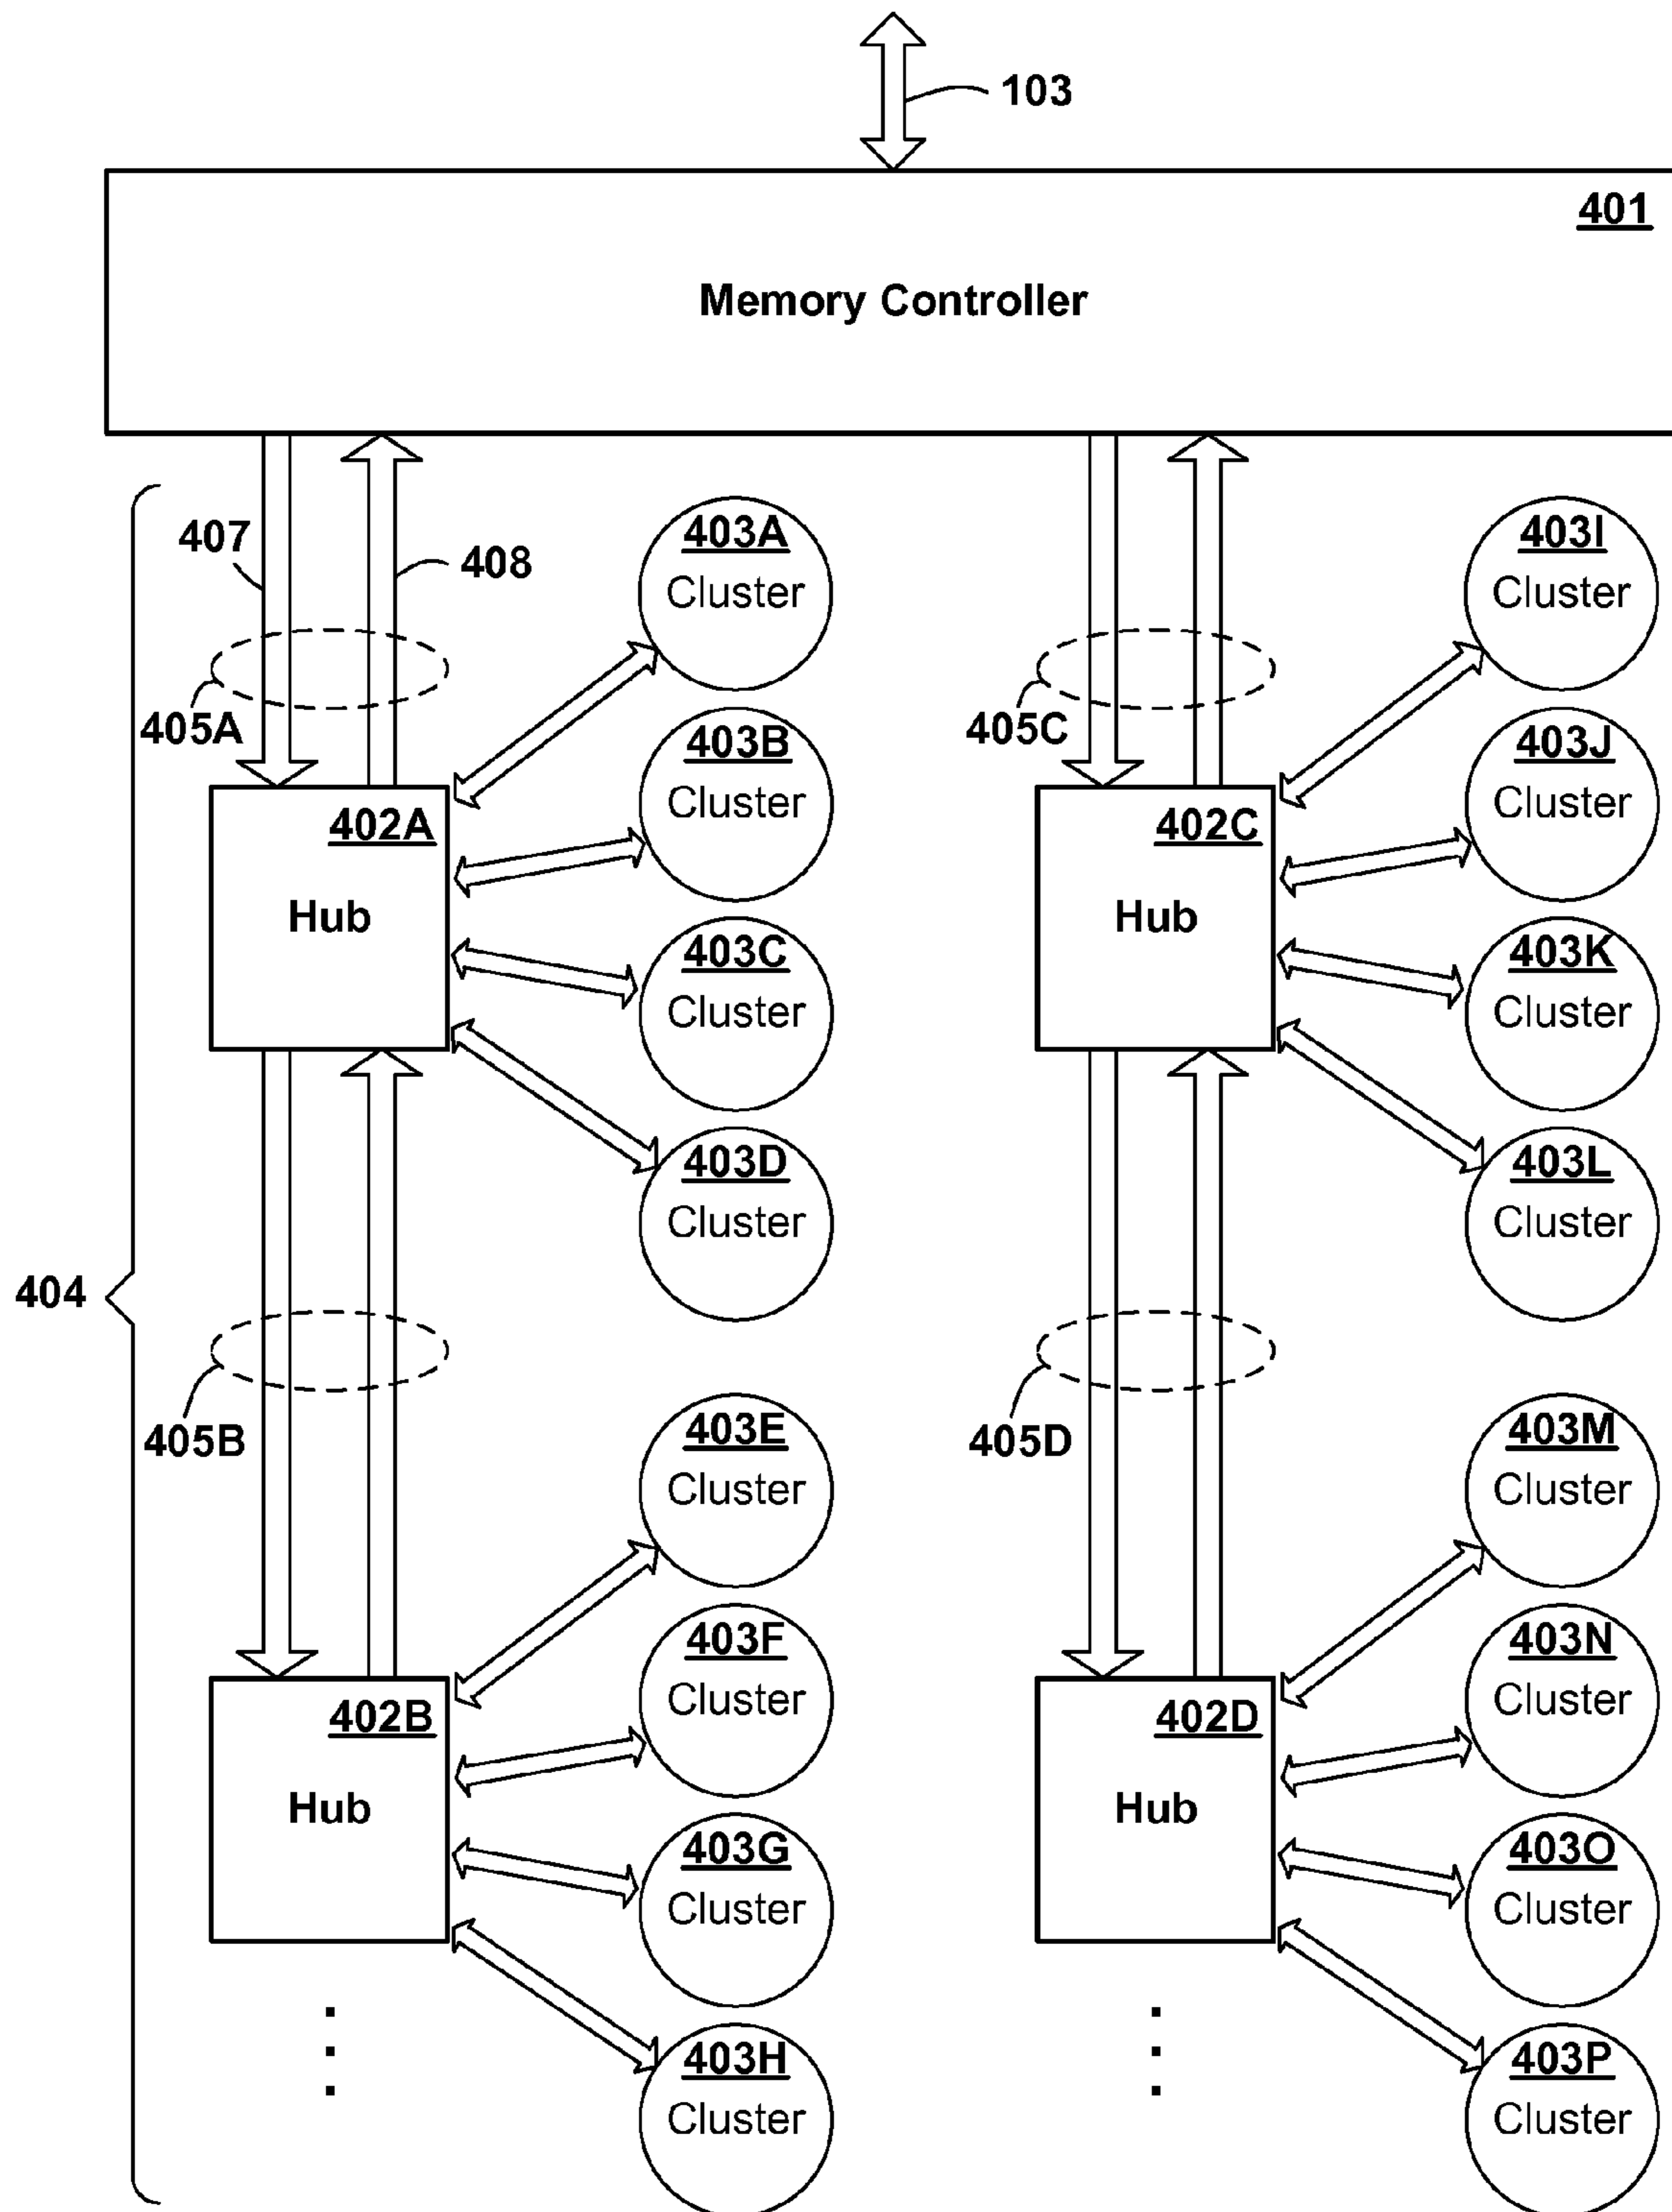 103
401
Memory Controller
407
408
405A
405C
403A
Cluster
403B
Cluster
403C
Cluster
403D
Cluster
402A
Hub
403I
Cluster
403J
Cluster
403K
Cluster
403L
Cluster
402C
Hub
404
405B
405D
403E
Cluster
403F
Cluster
403G
Cluster
403H
Cluster
402B
Hub
403M
Cluster
403N
Cluster
403O
Cluster
403P
Cluster
402D
Hub